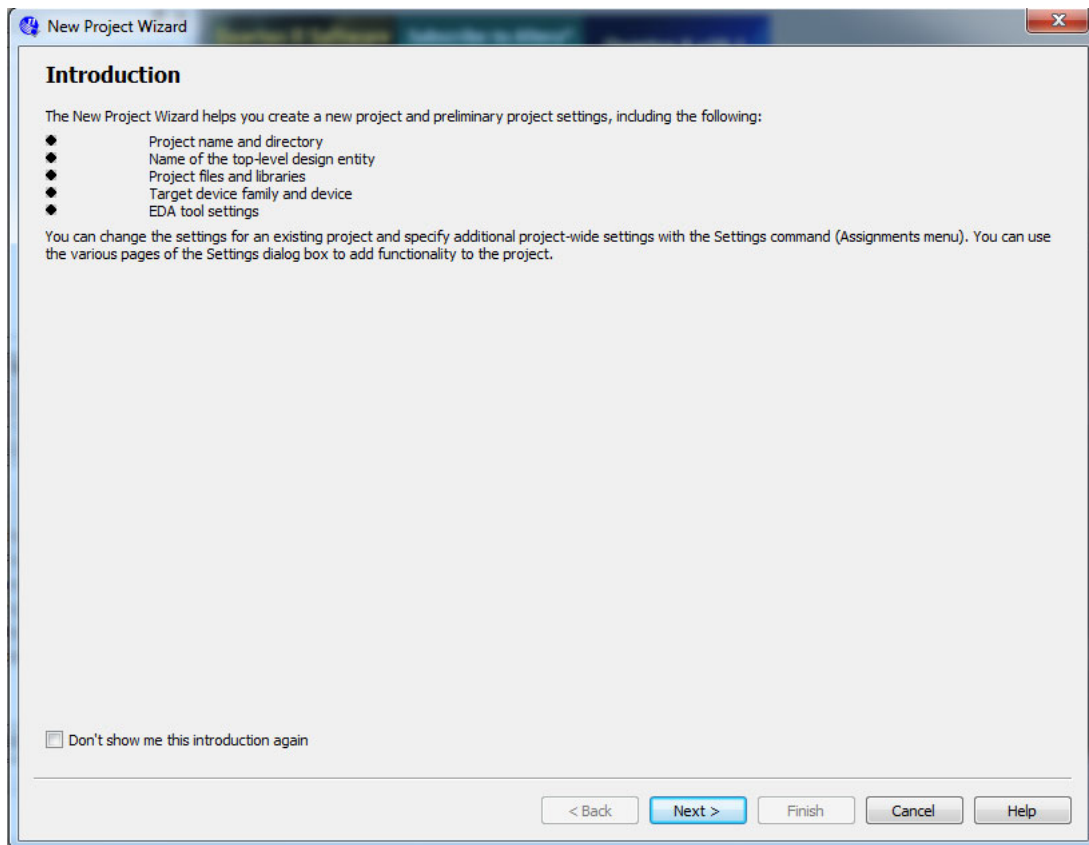 New Project Wizard
Introduction
The New Project Wizard helps you create a new project and preliminary project settings, including the following:
Project name and directory
Name of the top-level design entity
Project files and libraries
Target device family and device
EDA tool settings
You can change the settings for an existing project and specify additional project-wide settings with the Settings command (Assignments menu). You can use
the various pages of the Settings dialog box to add functionality to the project.
Don't show me this introduction again
< Back Next > Finish Cancel Help